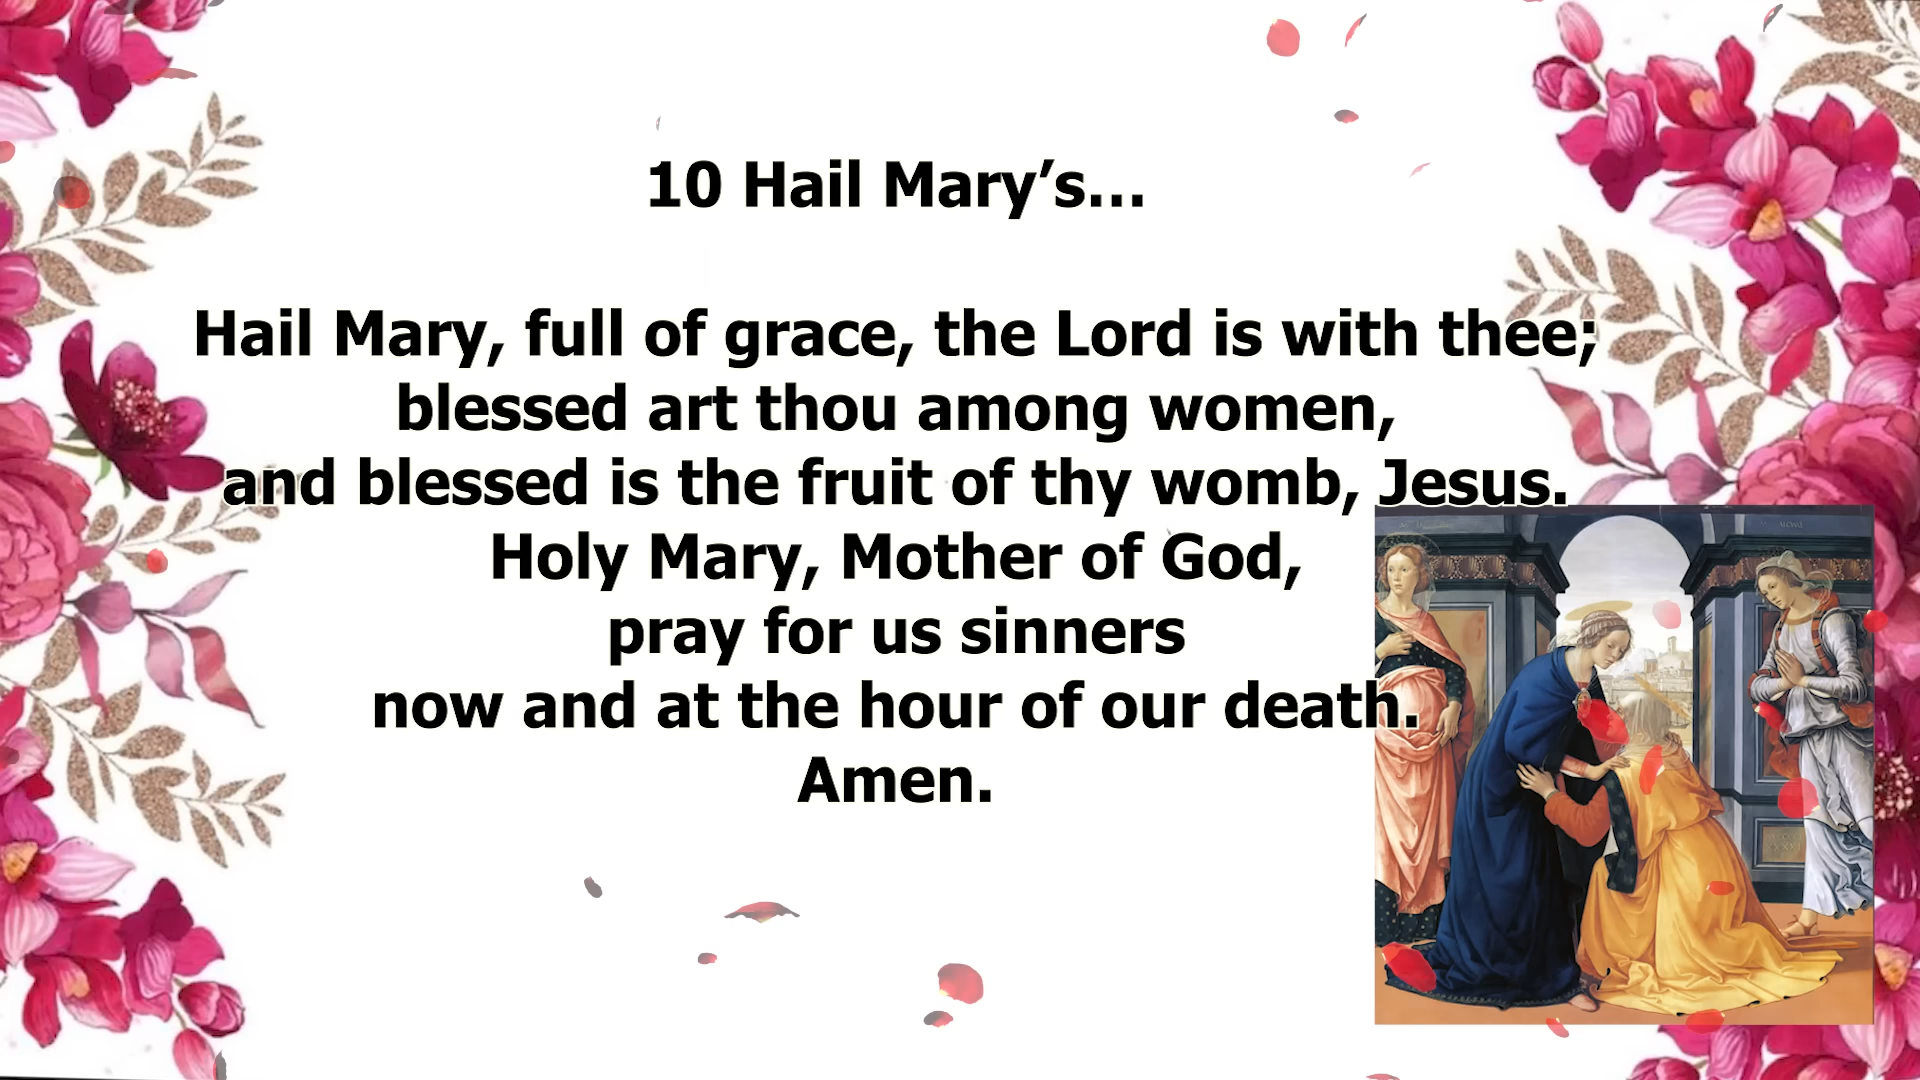 10 Hail Mary’s...
Hail Mary, full of grace, the Lord is with thee;
blessed art thou among women,
and blessed is the fruit of thy womb, Jesus.
Holy Mary, Mother of God,
pray for us sinners
now and at the hour of our death.
Amen.